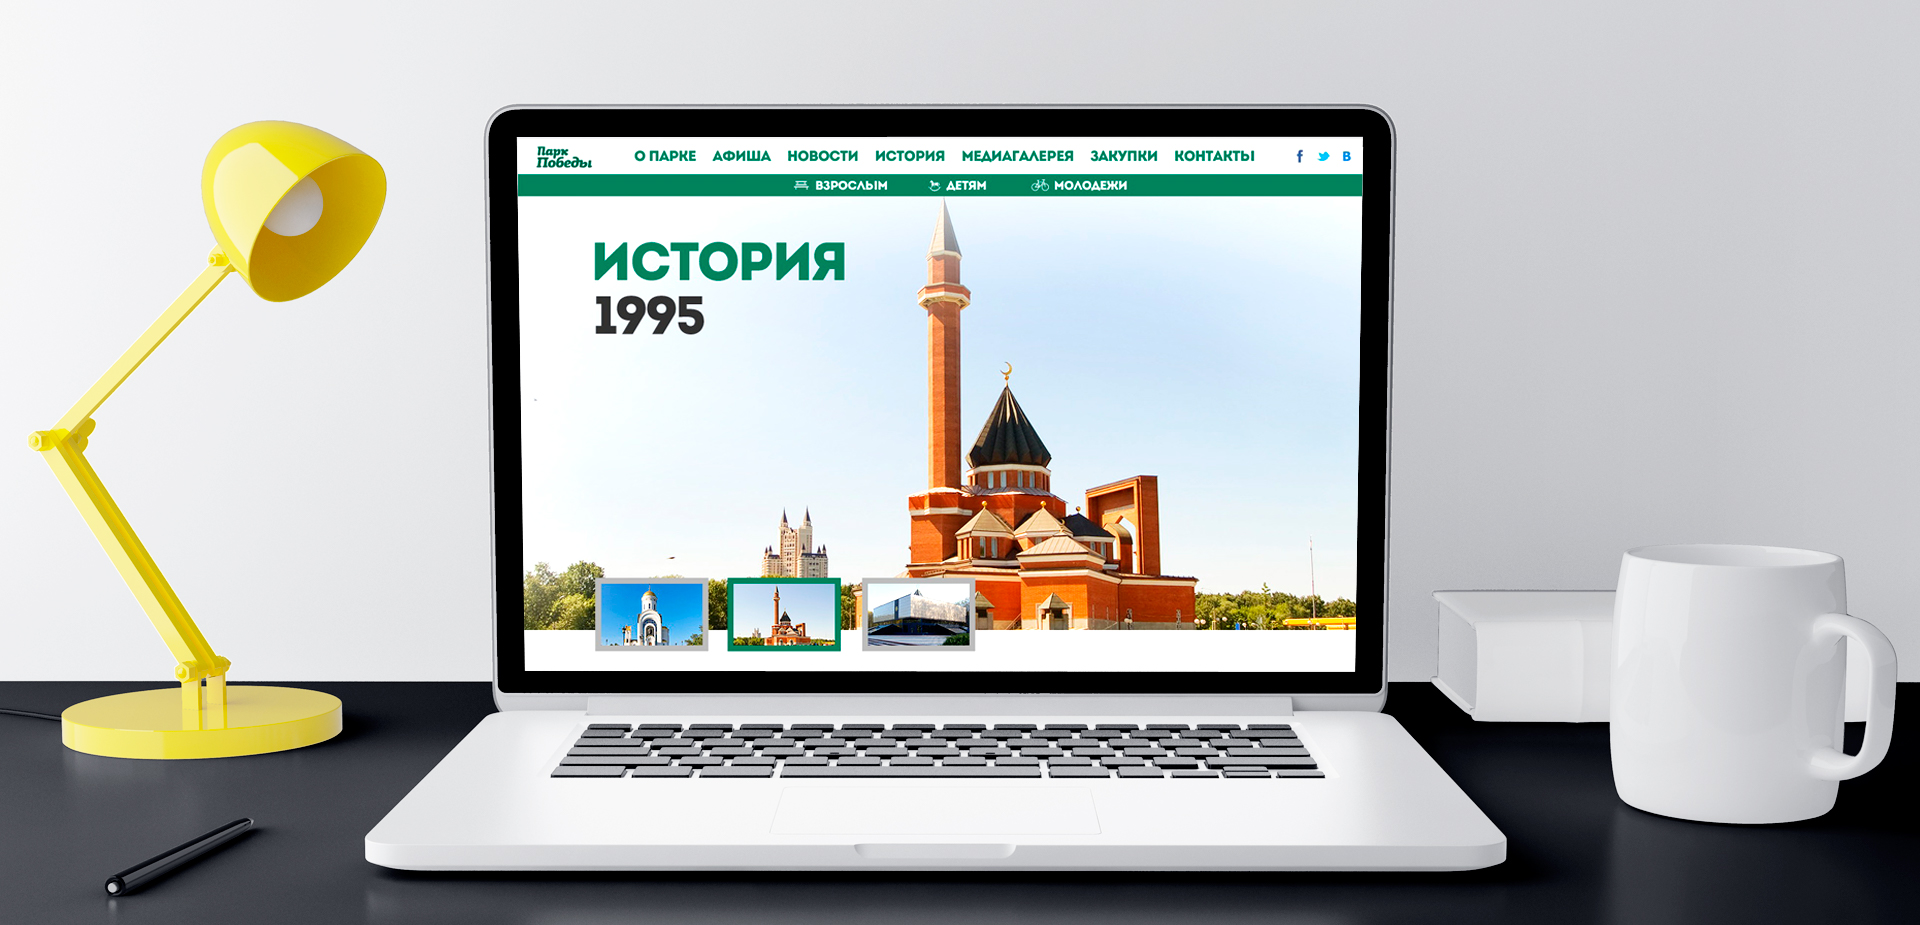 Парк
Победы
О ПАРКЕ АФИША НОВОСТИ ИСТОРИЯ МЕДИАГАЛЕРЕЯ ЗАКУПКИ КОНТАКТЫ
ВЗРОСЛЫМ ДЕТЯМ МОЛОДЕЖИ
ИСТОРИЯ
1995